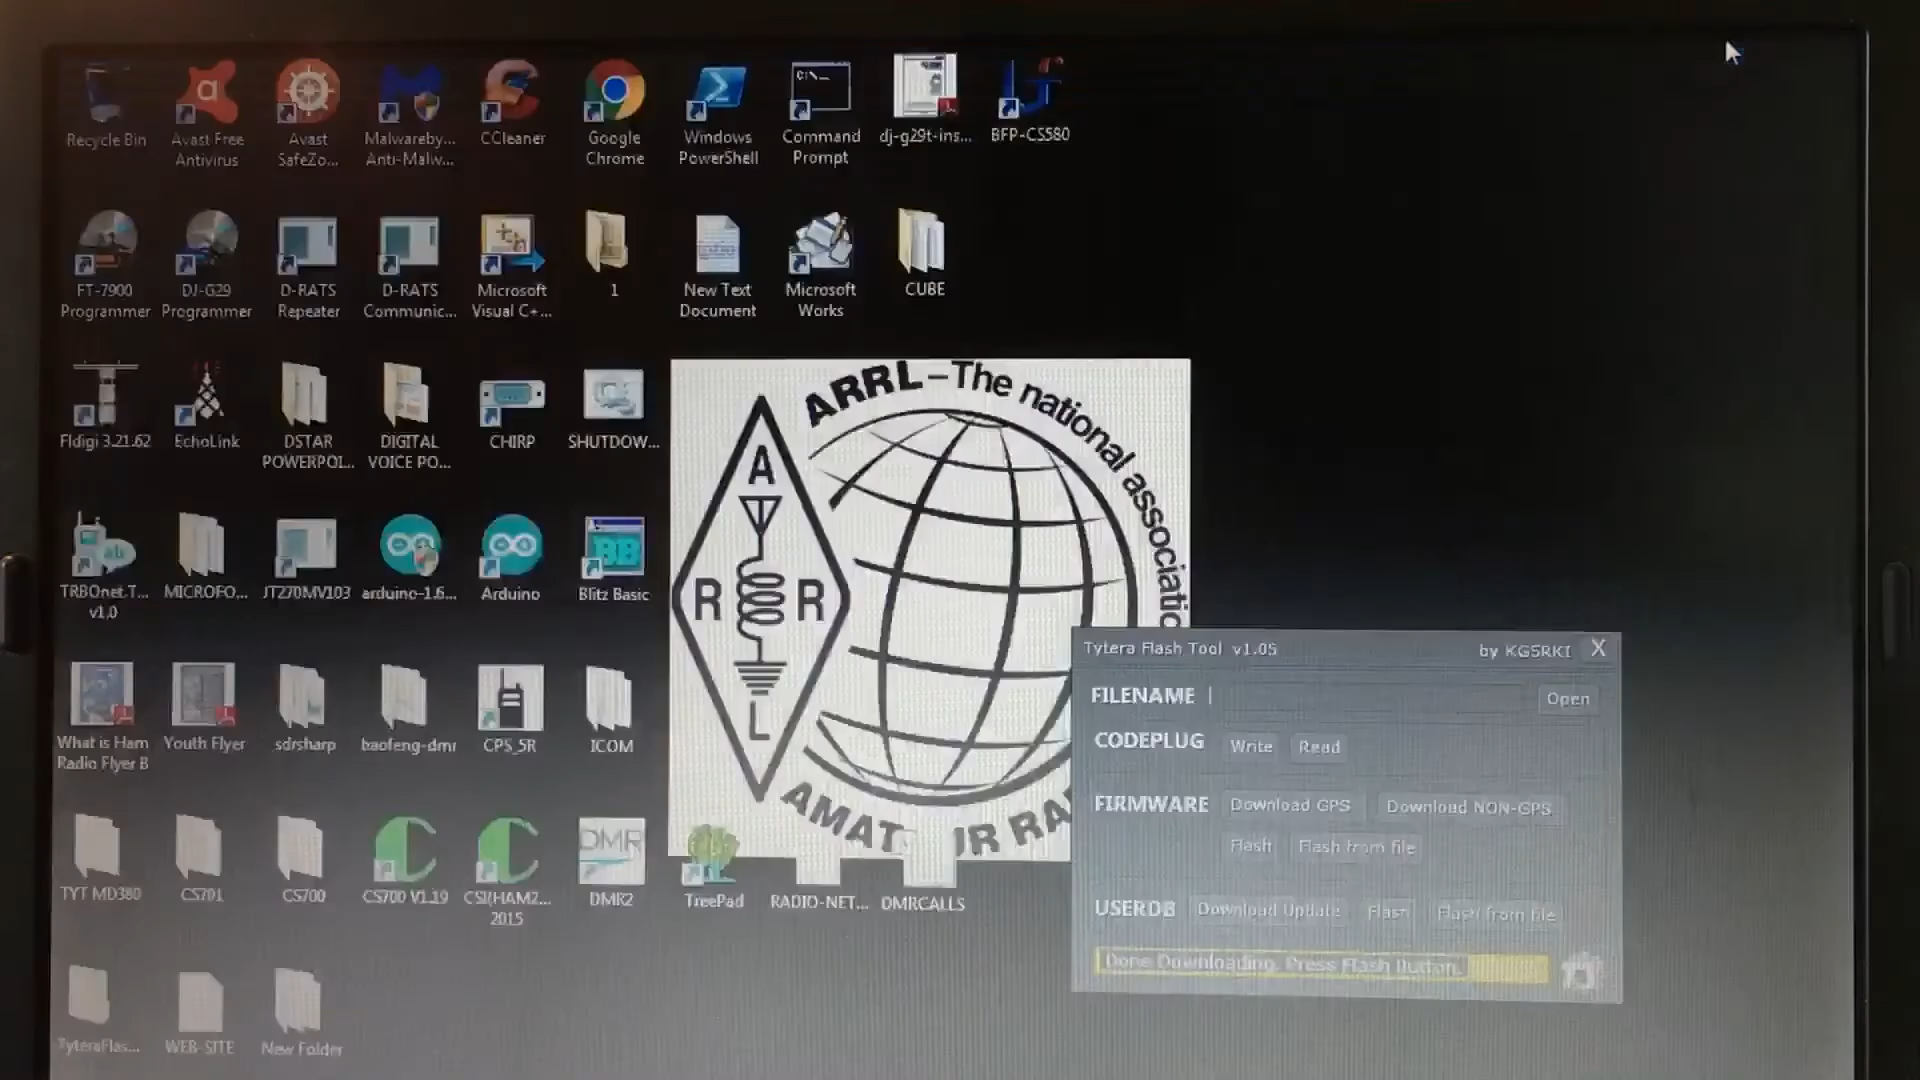 Recycle Bin
Avast Free
Antivirus
Avast
SafeZo...
Malwareby...
Anti-Malw...
CCleaner
Google
Chrome
Windows
PowerShell
C:\_
Command
Prompt
dj-g29t-ins...
BFP-CS580
FT-7900
Programmer
DJ-G29
Programmer
D-RATS
Repeater
D-RATS
Communic...
Microsoft
Visual C+...
1
New Text
Document
Microsoft
Works
CUBE
Fldigi 3.21.62
EchoLink
DSTAR
POWERPOI...
DIGITAL
VOICE PO...
CHIRP
SHUTDOW...
TRBOnet.T...
v1.0
MICROFO...
JT270MV103
arduino-1.6...
Arduino
BB
Blitz Basic
What is Ham
Radio Flyer B
Youth Flyer
sdrsharp
baofeng-dmr
CPS_5R
ICOM
TYT MD380
CS701
CS700
CS700 V1.19
CSI(HAM2...
2015
DMR
DMR2
TreePad
RADIO-NET...
DMRCALLS
TyteraFlas...
WEB-SITE
New Folder
ARRL–The national associatio
A
R R
L
AMAT UR RA
Tytera Flash Tool v1.05 by KG5RKI X
FILENAME Open
CODEPLUG Write Read
FIRMWARE Download GPS Download NON-GPS
Flash Flash from file
USERDB Download Update Flash Flash from file
Done Downloading. Press Flash Button.